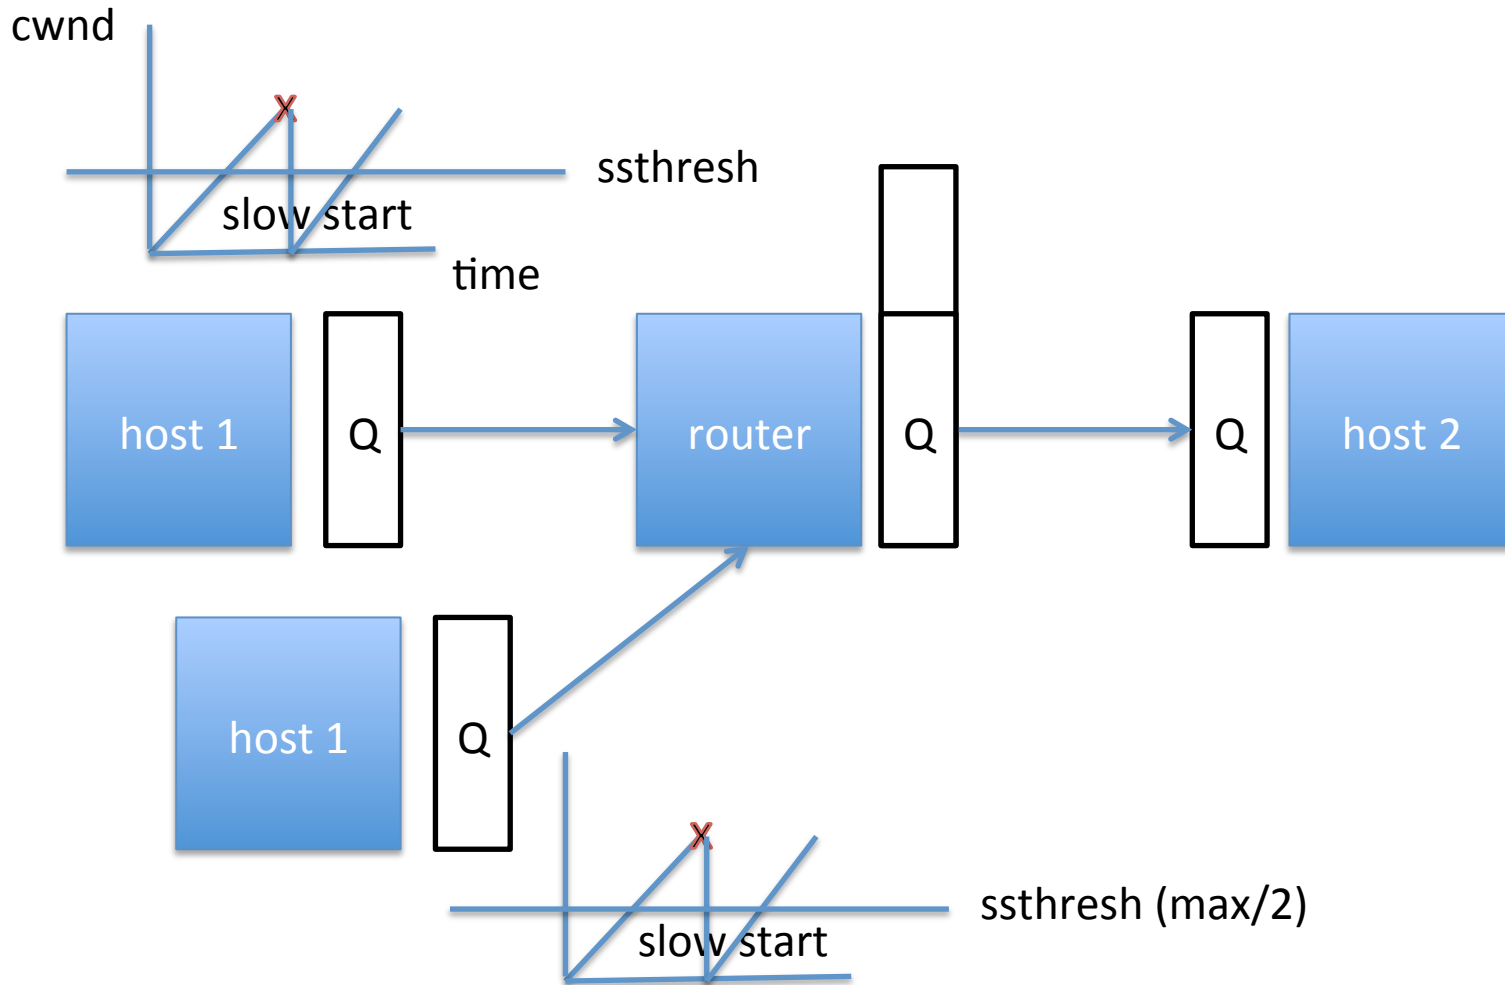 cwnd
X
ssthresh
slow start
time
host 1
Q
router
Q
Q
host 2
host 1
Q
X
ssthresh (max/2)
slow start